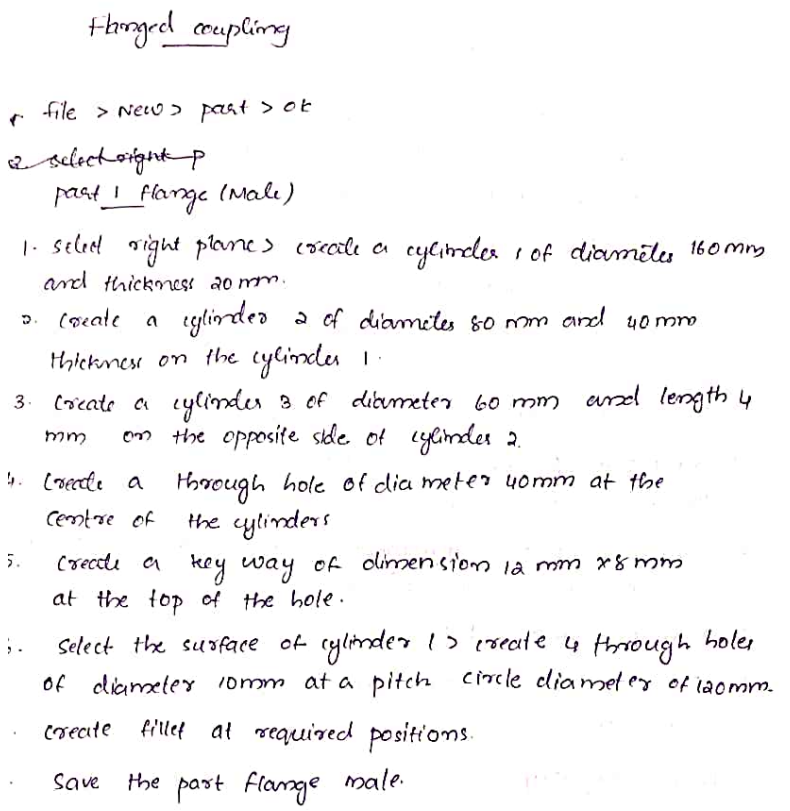 Flanged coupling
1. file > New > part > ok
2 select right p
part 1 flange (Male)
1. select right plane > create a cylinder 1 of diameter 160 mm
and thickness 20 mm.
2. Create a cylinder 2 of diameter 80 mm and 40 mm
thickness on the cylinder 1.
3. Create a cylinder 3 of diameter 60 mm and length 4
mm on the opposite side of cylinder 2.
4. Create a through hole of dia meter 40mm at the
centre of the cylinders
5. Create a key way of dimension 12 mm x 8 mm
at the top of the hole.
. Select the surface of cylinder 1 > create 4 through holes
of diameter 10mm at a pitch circle diameter of 120mm.
. create fillet at required positions.
. Save the part flange male.